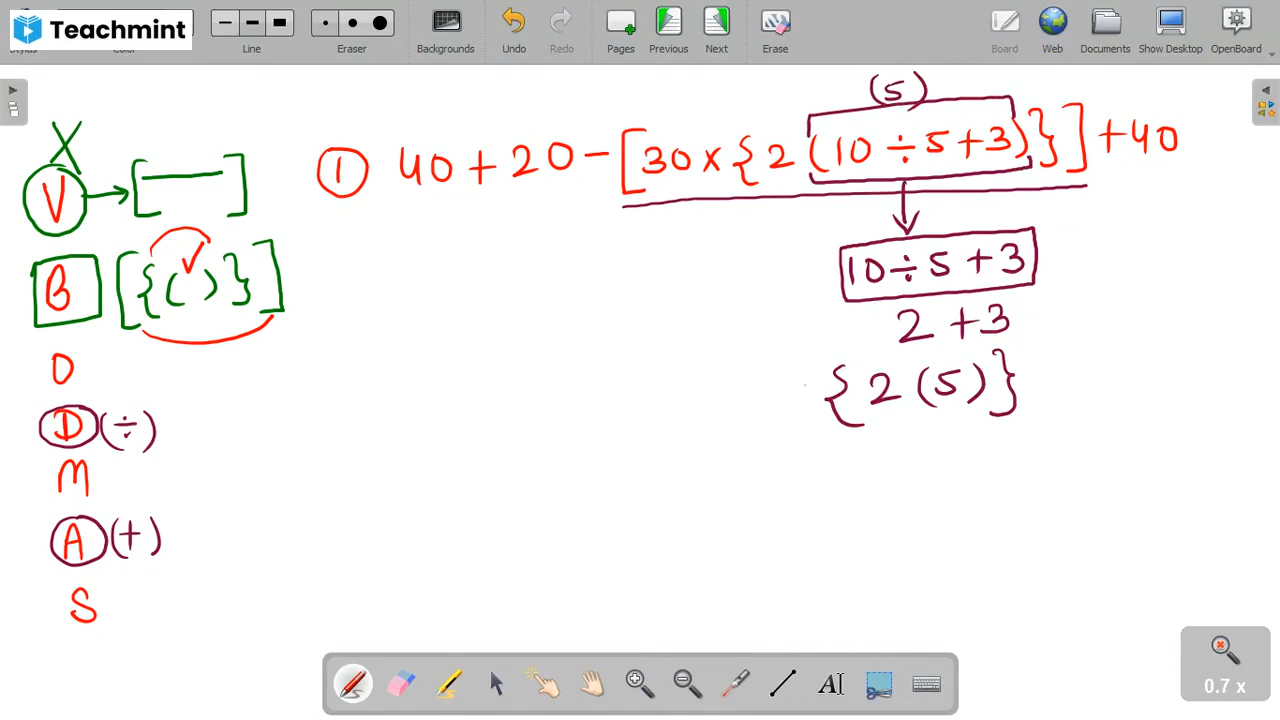 Teachmint
Line
Eraser
Backgrounds
Undo
Redo
Pages
Previous
Next
Erase
Board
Web
Documents
Show Desktop
OpenBoard
(5)
① 40 + 20 - [30 × {2 (10 ÷ 5 + 3)}] + 40
10 ÷ 5 + 3
2 + 3
{2 (5)}
X
V → [ ]
B [{( )}]
O
D (÷)
M
A (+)
S
0.7 x